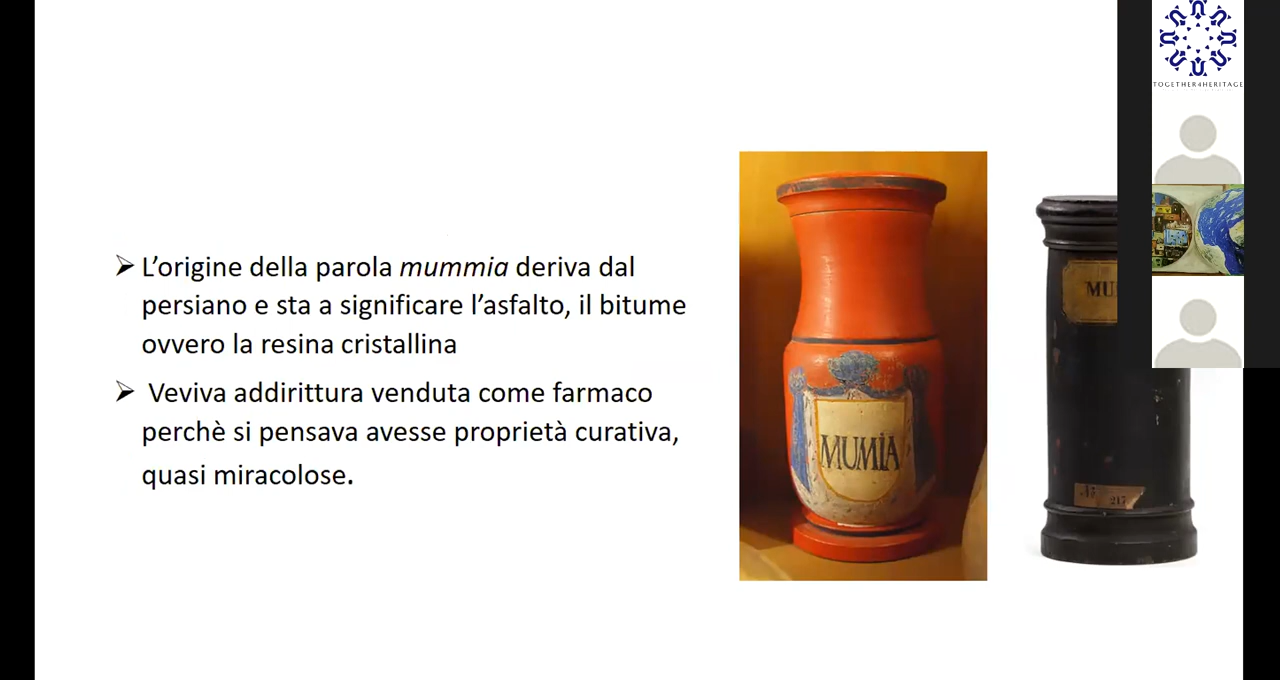 L'origine della parola mummia deriva dal
persiano e sta a significare l'asfalto, il bitume
ovvero la resina cristallina
Veviva addirittura venduta come farmaco
perchè si pensava avesse proprietà curativa,
quasi miracolose.
MUMIA
MU
217
TOGETHER4HERITAGE